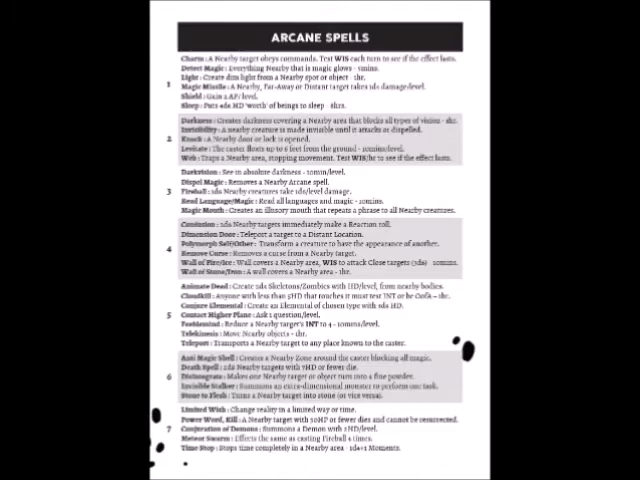 ARCANE SPELLS
1
Charm : A Nearby target obeys commands. Test WIS each turn to see if the effect lasts.
Detect Magic : Everything Nearby that is magic glows - 5mins.
Light : Create dim light from a Nearby spot or object - 1hr.
Magic Missile : A Nearby, Far-Away or Distant target takes 1d4 damage/level.
Shield : Gain 2 AP/ level.
Sleep : Puts 4d6 HD 'worth' of beings to sleep - 8hrs.
2
Darkness : Creates darkness covering a Nearby area that blocks all types of vision - 1hr.
Invisibility : A nearby creature is made invisible until it attacks or dispelled.
Knock : A Nearby door or lock is opened.
Levitate : The caster floats up to 6 feet from the ground - 10mins/level.
Web : Traps a Nearby area, stopping movement. Test WIS/hr to see if the effect lasts.
3
Darkvision : See in absolute darkness - 10min/level.
Dispel Magic : Removes a Nearby Arcane spell.
Fireball : 1d4 Nearby creatures take 1d6/level damage.
Read Language/Magic : Read all languages and magic - 10mins.
Magic Mouth : Creates an illusory mouth that repeats a phrase to all Nearby creatures.
4
Confusion : 2d4 Nearby targets immediately make a Reaction roll.
Dimension Door : Teleport a target to a Distant Location.
Polymorph Self/Other : Transform a creature to have the appearance of another.
Remove Curse : Removes a curse from a Nearby target.
Wall of Fire/Ice : Wall covers a Nearby area, WIS to attack Close targets (3d6) - 10mins.
Wall of Stone/Iron : A wall covers a Nearby area - 1hr.
5
Animate Dead : Create 2d4 Skeletons/Zombies with 1HD/level, from nearby bodies.
Cloudkill : Anyone with less than 5HD that touches it must test INT or be OofA - 1hr.
Conjure Elemental : Create an Elemental of chosen type with 2d6 HD.
Contact Higher Plane : Ask 1 question/level.
Feeblemind : Reduce a Nearby target's INT to 4 - 10mins/level.
Telekinesis : Move Nearby objects - 1hr.
Teleport : Transports a Nearby target to any place known to the caster.
6
Anti Magic Shell : Creates a Nearby Zone around the caster blocking all magic.
Death Spell : 2d8 Nearby targets with 7HD or fewer die.
Disintegrate : Makes one Nearby target or object turn into a fine powder.
Invisible Stalker : Summons an extra-dimensional monster to perform one task.
Stone to Flesh : Turns a Nearby target into stone (or vice versa).
7
Limited Wish : Change reality in a limited way or time.
Power Word, Kill : A Nearby target with 50HP or fewer dies and cannot be resurrected.
Conjuration of Demons : Summons a Demon with 1HD/level.
Meteor Swarm : Effects the same as casting Fireball 4 times.
Time Stop : Stops time completely in a Nearby area - 1d4+1 Moments.